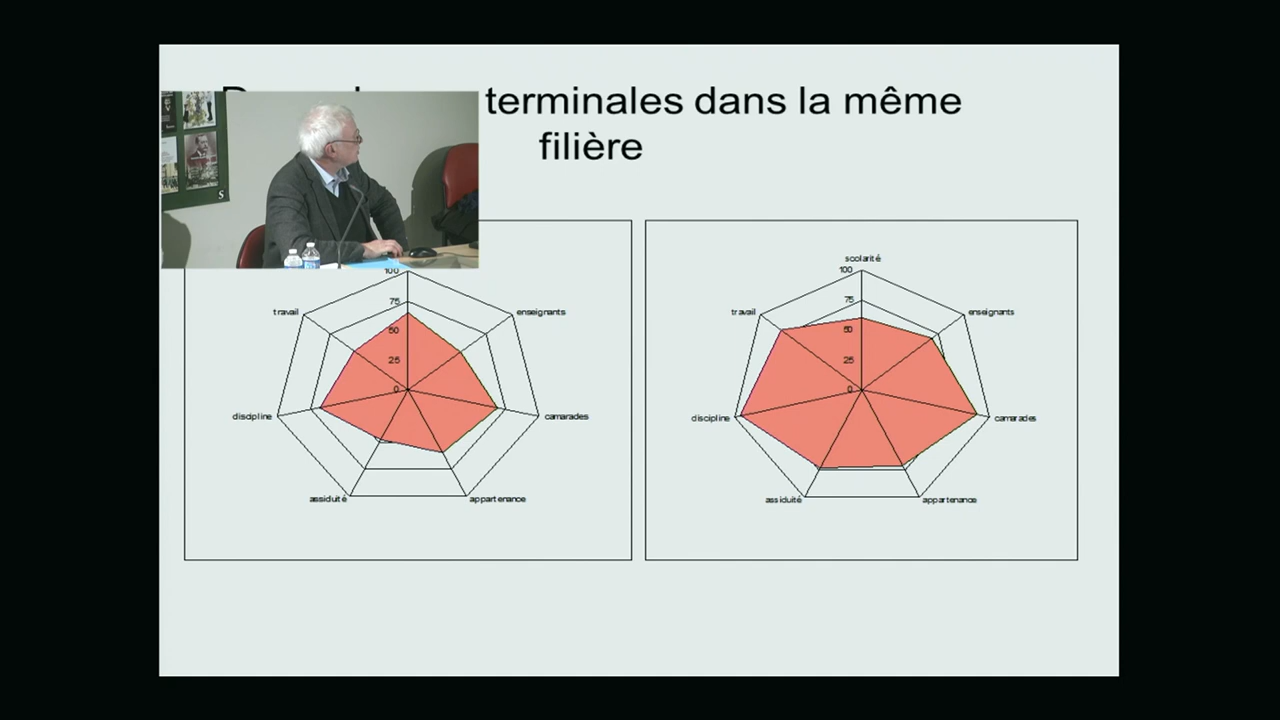 terminales dans la même
filière
100
75
50
25
0
travail
enseignants
discipline
camarades
assiduité
appartenance
scolarité
100
75
50
25
0
travail
enseignants
discipline
camarades
assiduité
appartenance
S